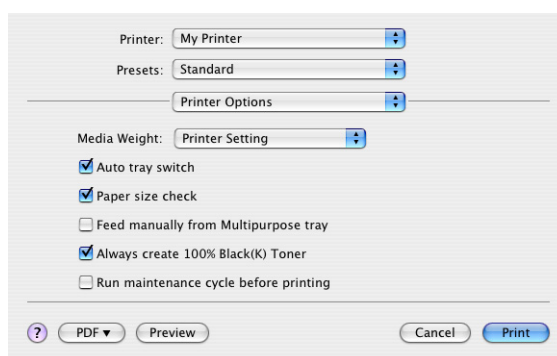 Printer: My Printer
Presets: Standard
Printer Options
Media Weight: Printer Setting
Auto tray switch
Paper size check
Feed manually from Multipurpose tray
Always create 100% Black(K) Toner
Run maintenance cycle before printing
? PDF ▼ Preview Cancel Print